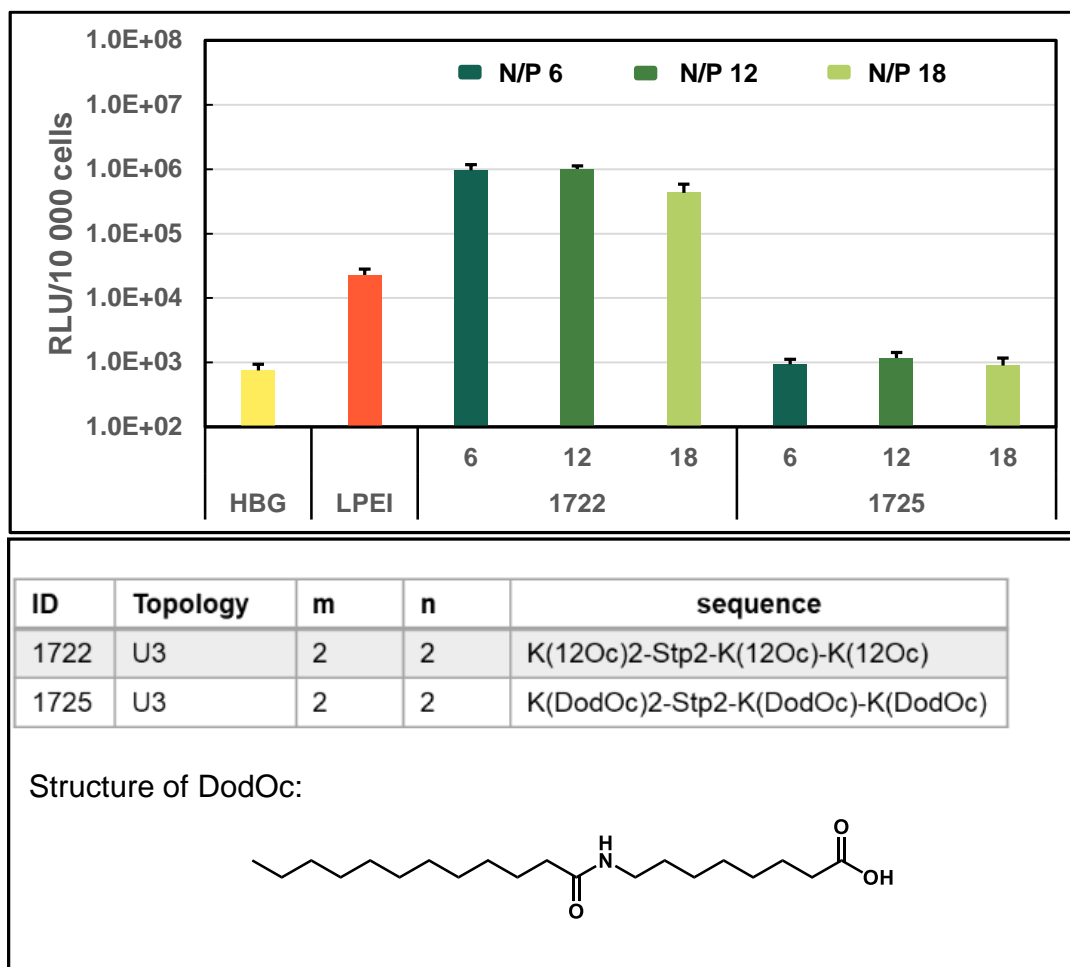 1.0E+08
N/P 6 N/P 12 N/P 18
1.0E+07
1.0E+06
1.0E+05
1.0E+04
1.0E+03
1.0E+02
RLU/10 000 cells
6 12 18 6 12 18
HBG LPEI 1722 1725
ID Topology m n sequence
1722 U3 2 2 K(12Oc)2-Stp2-K(12Oc)-K(12Oc)
1725 U3 2 2 K(DodOc)2-Stp2-K(DodOc)-K(DodOc)
Structure of DodOc:
H
N
O
O
OH